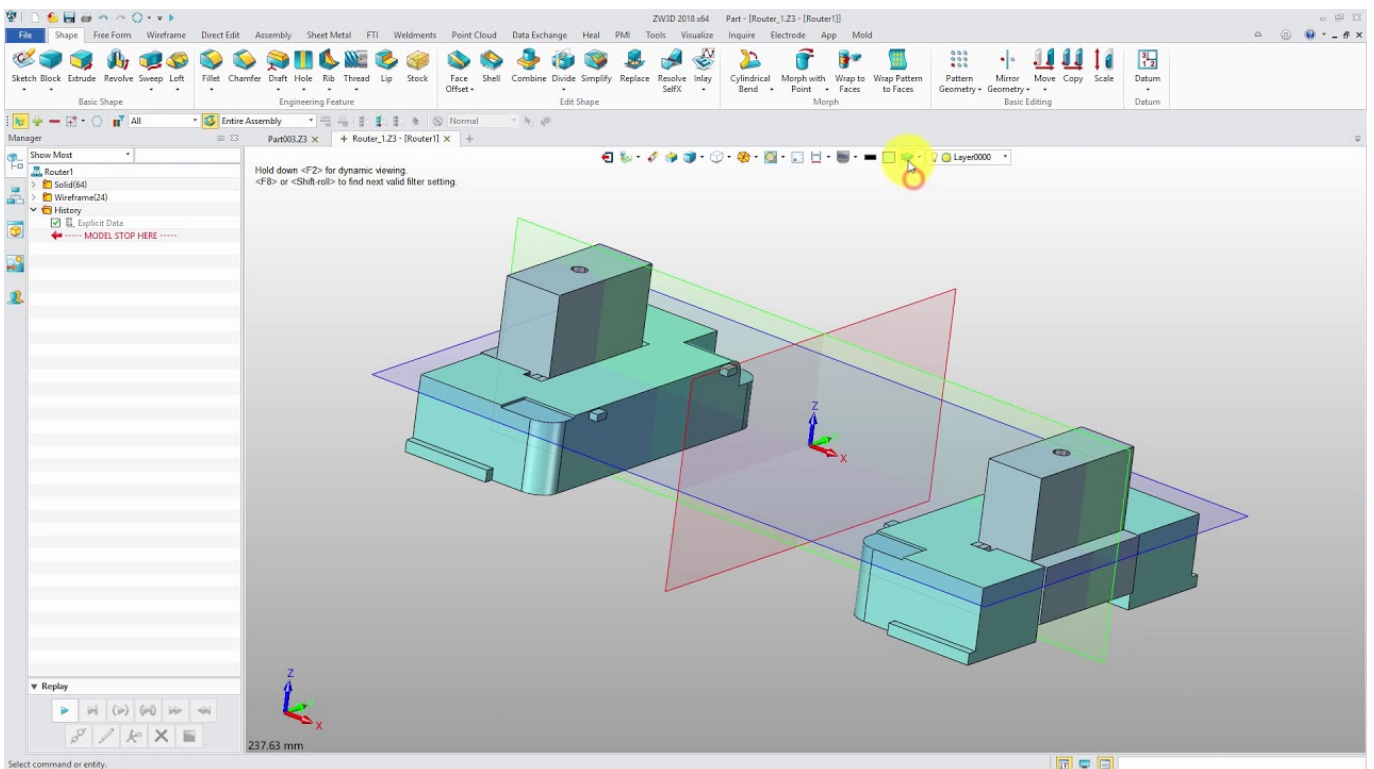 ZW3D 2018 x64 Part - [Router_1.Z3 - [Router1]]
File Shape Free Form Wireframe Direct Edit Assembly Sheet Metal FTI Weldments Point Cloud Data Exchange Heal PMI Tools Visualize Inquire Electrode App Mold
Sketch Block Extrude Revolve Sweep Loft Fillet Chamfer Draft Hole Rib Thread Lip Stock Face Offset Shell Combine Divide Simplify Replace Resolve SelfX Inlay Cylindrical Bend Morph with Point Wrap to Faces Wrap Pattern to Faces Pattern Geometry Mirror Geometry Move Copy Scale Datum
Basic Shape Engineering Feature Edit Shape Morph Basic Editing Datum
All Entire Assembly Normal
Manager Part003.Z3 Router_1.Z3 - [Router1]
Show Most
Layer0000
Hold down <F2> for dynamic viewing.
<F8> or <Shift-roll> to find next valid filter setting.
Router1
Solid(64)
Wireframe(24)
History
Explicit Data
----- MODEL STOP HERE -----
Z
X
Z
X
Replay
237.63 mm
Select command or entity.